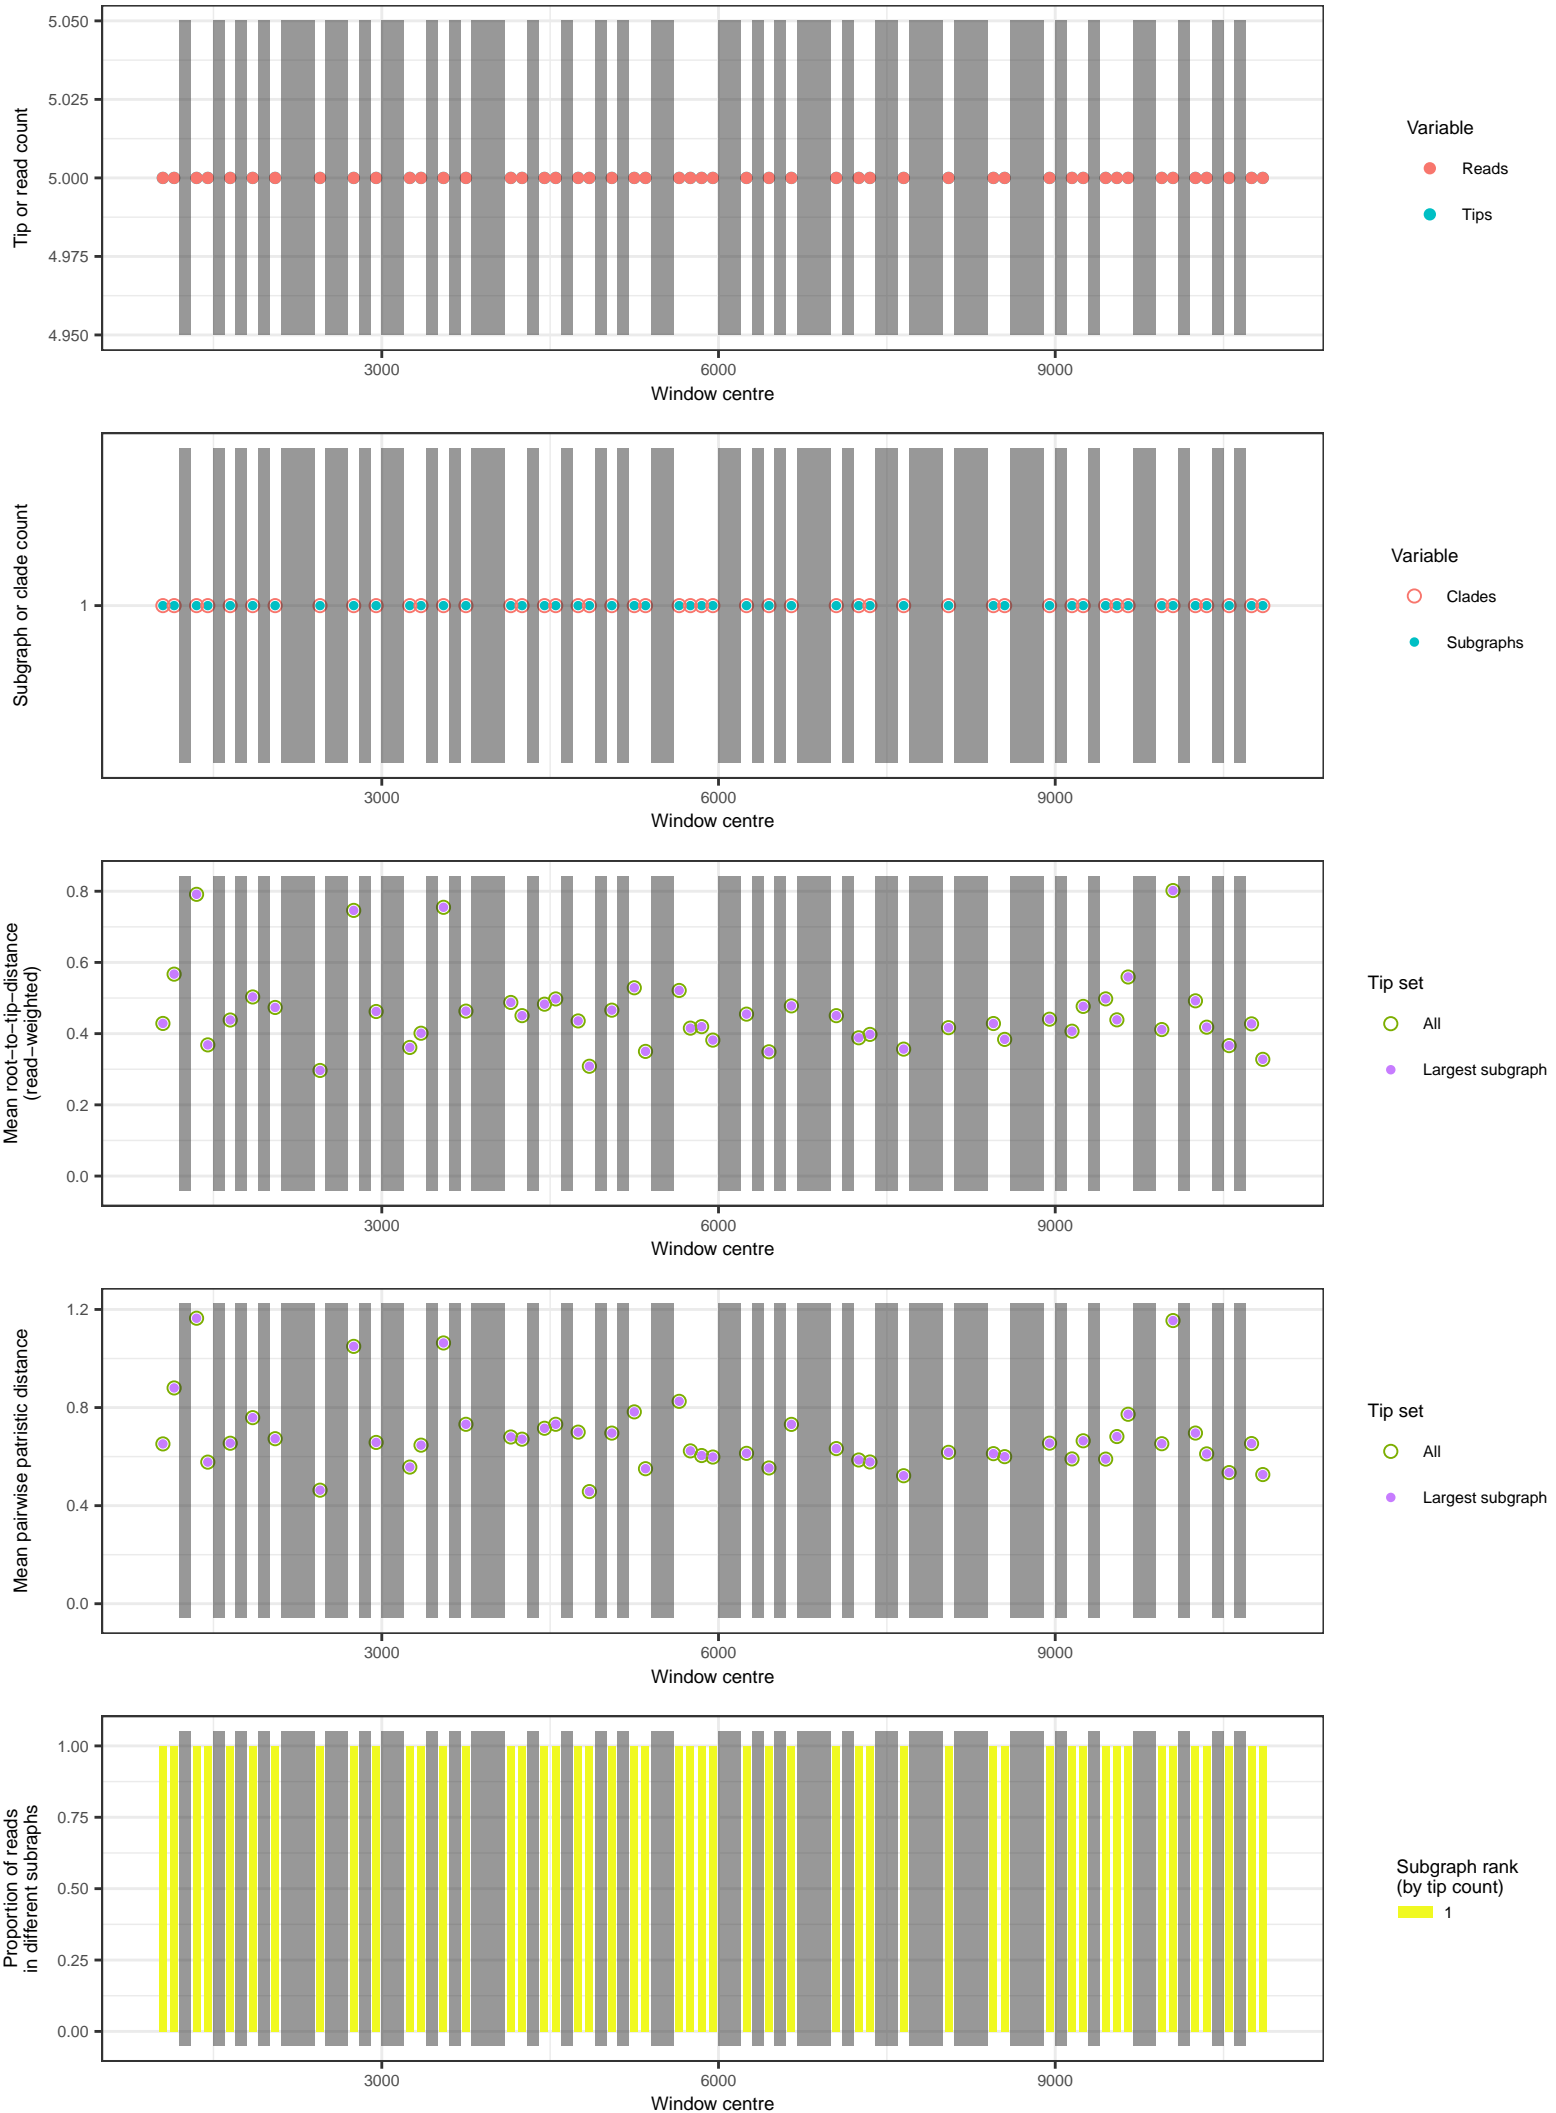 5.050
5.025
5.000
4.975
4.950
Tip or read count
3000
6000
9000
Window centre
Variable
Reads
Tips
1
Subgraph or clade count
3000
6000
9000
Window centre
Variable
Clades
Subgraphs
0.8
0.6
0.4
0.2
0.0
Mean root−to−tip−distance
(read−weighted)
3000
6000
9000
Window centre
Tip set
All
Largest subgraph
1.2
0.8
0.4
0.0
Mean pairwise patristic distance
3000
6000
9000
Window centre
Tip set
All
Largest subgraph
1.00
0.75
0.50
0.25
0.00
Proportion of reads
in different subraphs
3000
6000
9000
Window centre
Subgraph rank
(by tip count)
1